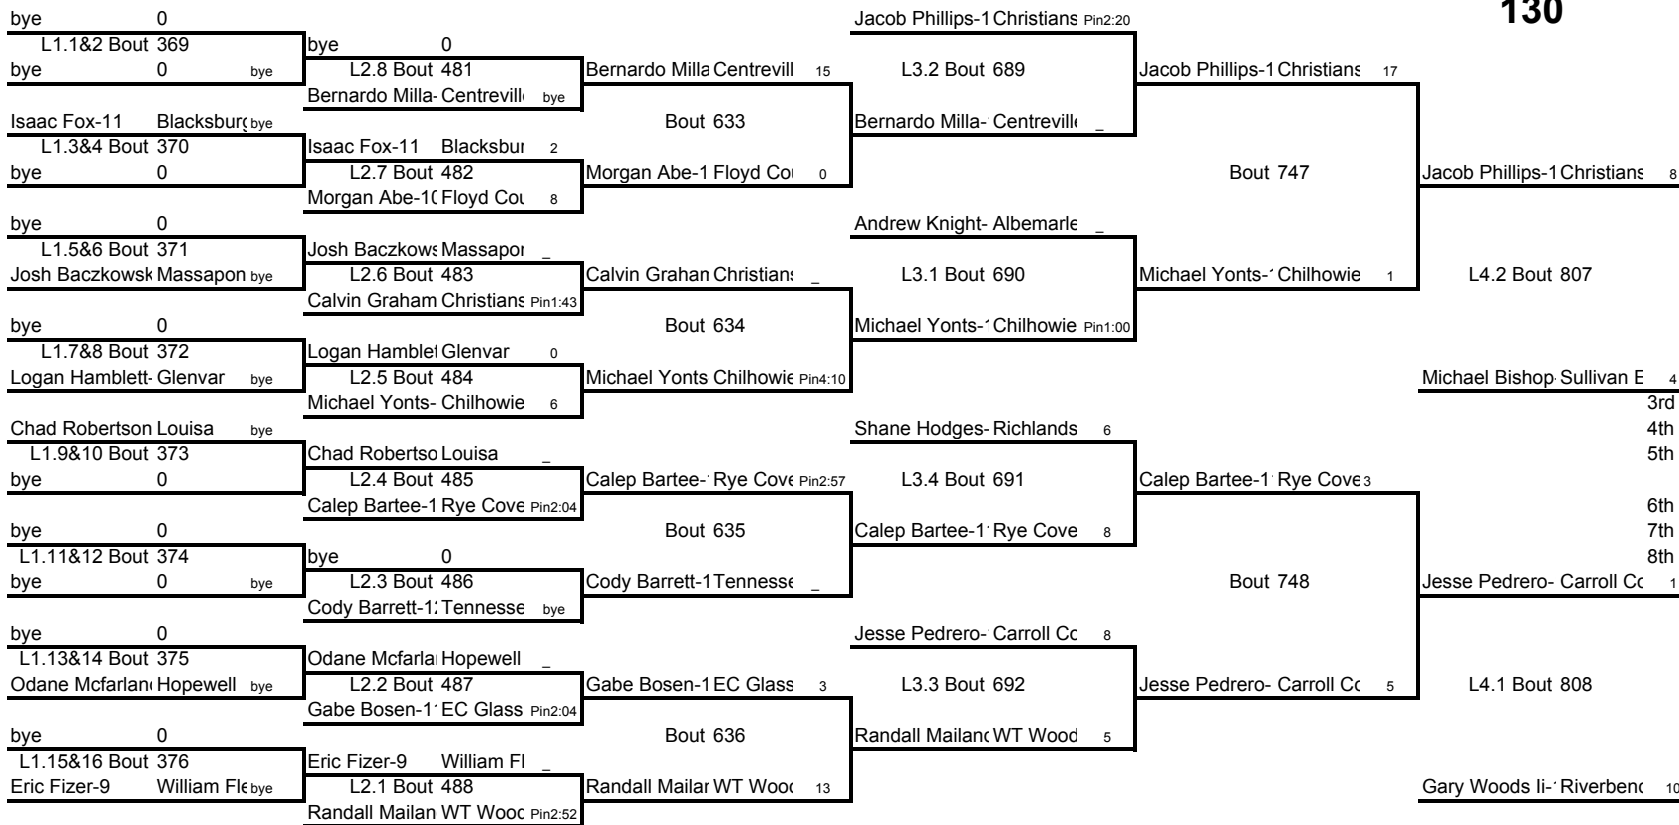 130
bye 0 Jacob Phillips-1 Christians Pin2:20
L1.1&2 Bout 369 bye 0
bye 0 bye L2.8 Bout 481 Bernardo Milla Centrevill 15 L3.2 Bout 689 Jacob Phillips-1 Christians 17
Bernardo Milla- Centreville bye
Isaac Fox-11 Blacksburg bye Bout 633 Bernardo Milla- Centreville _
L1.3&4 Bout 370 Isaac Fox-11 Blacksbur 2
bye 0 L2.7 Bout 482 Morgan Abe-1 Floyd Cou 0 Bout 747 Jacob Phillips-1 Christians 8
Morgan Abe-10 Floyd Cou 8
bye 0 Andrew Knight- Albemarle _
L1.5&6 Bout 371 Josh Baczkows Massapon _
Josh Baczkowsk Massapon bye L2.6 Bout 483 Calvin Graham Christians _ L3.1 Bout 690 Michael Yonts-1 Chilhowie 1 L4.2 Bout 807
Calvin Graham Christians Pin1:43
bye 0 Bout 634 Michael Yonts-1 Chilhowie Pin1:00
L1.7&8 Bout 372 Logan Hamblet Glenvar 0
Logan Hamblett- Glenvar bye L2.5 Bout 484 Michael Yonts Chilhowie Pin4:10 Michael Bishop- Sullivan E 4
Michael Yonts- Chilhowie 6 3rd
Chad Robertson Louisa bye Shane Hodges- Richlands 6 4th
L1.9&10 Bout 373 Chad Robertso Louisa _ 5th
bye 0 L2.4 Bout 485 Calep Bartee-1 Rye Cove Pin2:57 L3.4 Bout 691 Calep Bartee-1 Rye Cove 3
Calep Bartee-1 Rye Cove Pin2:04 6th
bye 0 Bout 635 Calep Bartee-11 Rye Cove 8 7th
L1.11&12 Bout 374 bye 0 8th
bye 0 bye L2.3 Bout 486 Cody Barrett-1 Tennesse _ Bout 748 Jesse Pedrero- Carroll Co 1
Cody Barrett-12 Tennesse bye
bye 0 Jesse Pedrero- Carroll Co 8
L1.13&14 Bout 375 Odane Mcfarla Hopewell _
Odane Mcfarlan Hopewell bye L2.2 Bout 487 Gabe Bosen-1 EC Glass 3 L3.3 Bout 692 Jesse Pedrero- Carroll Co 5 L4.1 Bout 808
Gabe Bosen-11 EC Glass Pin2:04
bye 0 Bout 636 Randall Mailand WT Wood 5
L1.15&16 Bout 376 Eric Fizer-9 William Fl _
Eric Fizer-9 William Fle bye L2.1 Bout 488 Randall Mailan WT Wood 13 Gary Woods Ii-1 Riverbend 10
Randall Mailan WT Wood Pin2:52